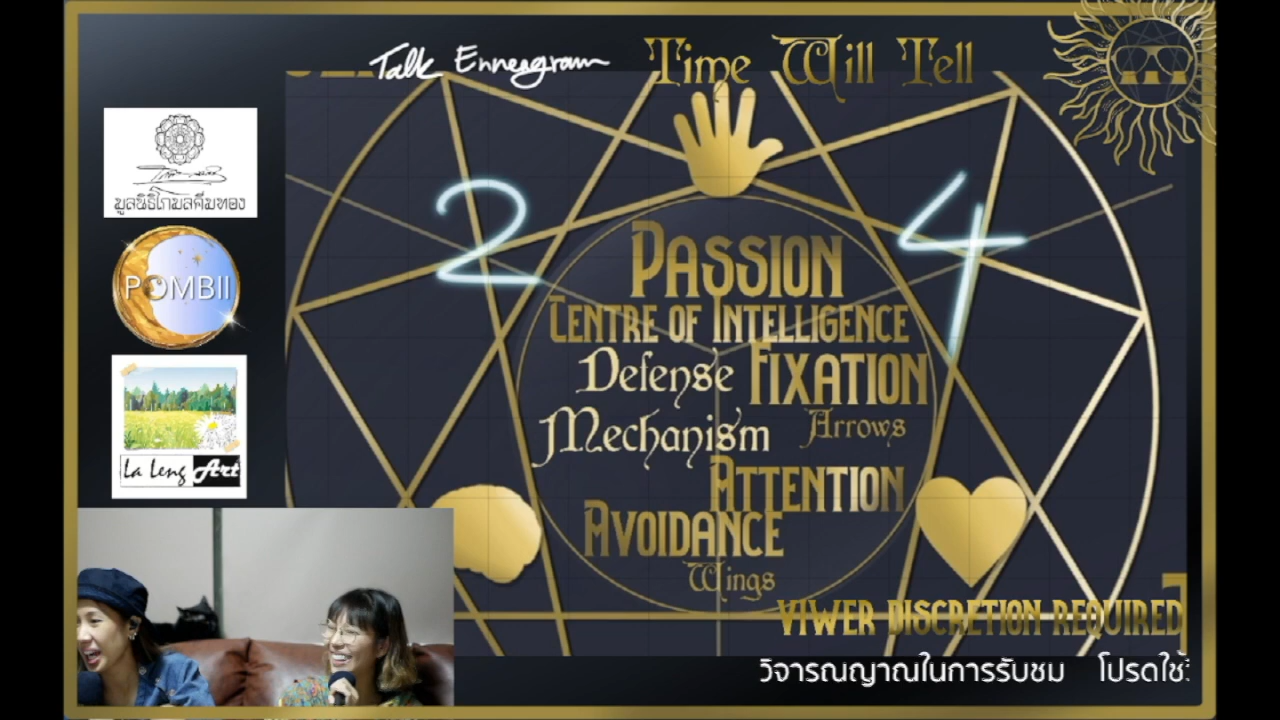 Talk Enneagram
Time Will Tell
มูลนิธิโกมลคีมทอง
POMBII
La Leng Art
2
4
PASSION
CENTRE OF INTELLIGENCE
Defense FIXATION
Mechanism Arrows
ATTENTION
AVOIDANCE
Wings
VIWER DISCRETION REQUIRED
วิจารณญาณในการรับชม โปรดใช้